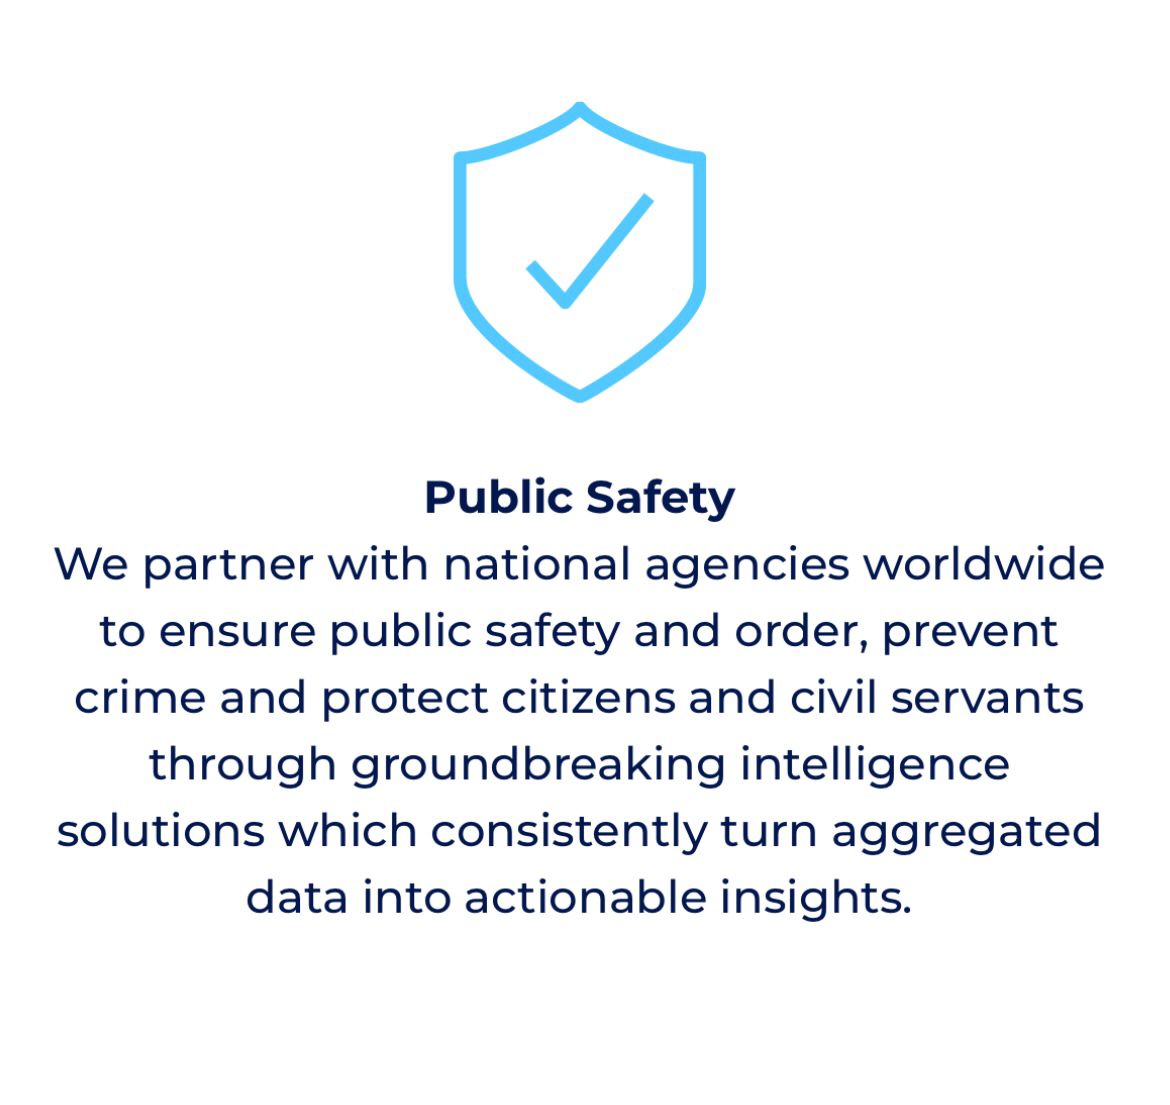 Public Safety
We partner with national agencies worldwide
to ensure public safety and order, prevent
crime and protect citizens and civil servants
through groundbreaking intelligence
solutions which consistently turn aggregated
data into actionable insights.